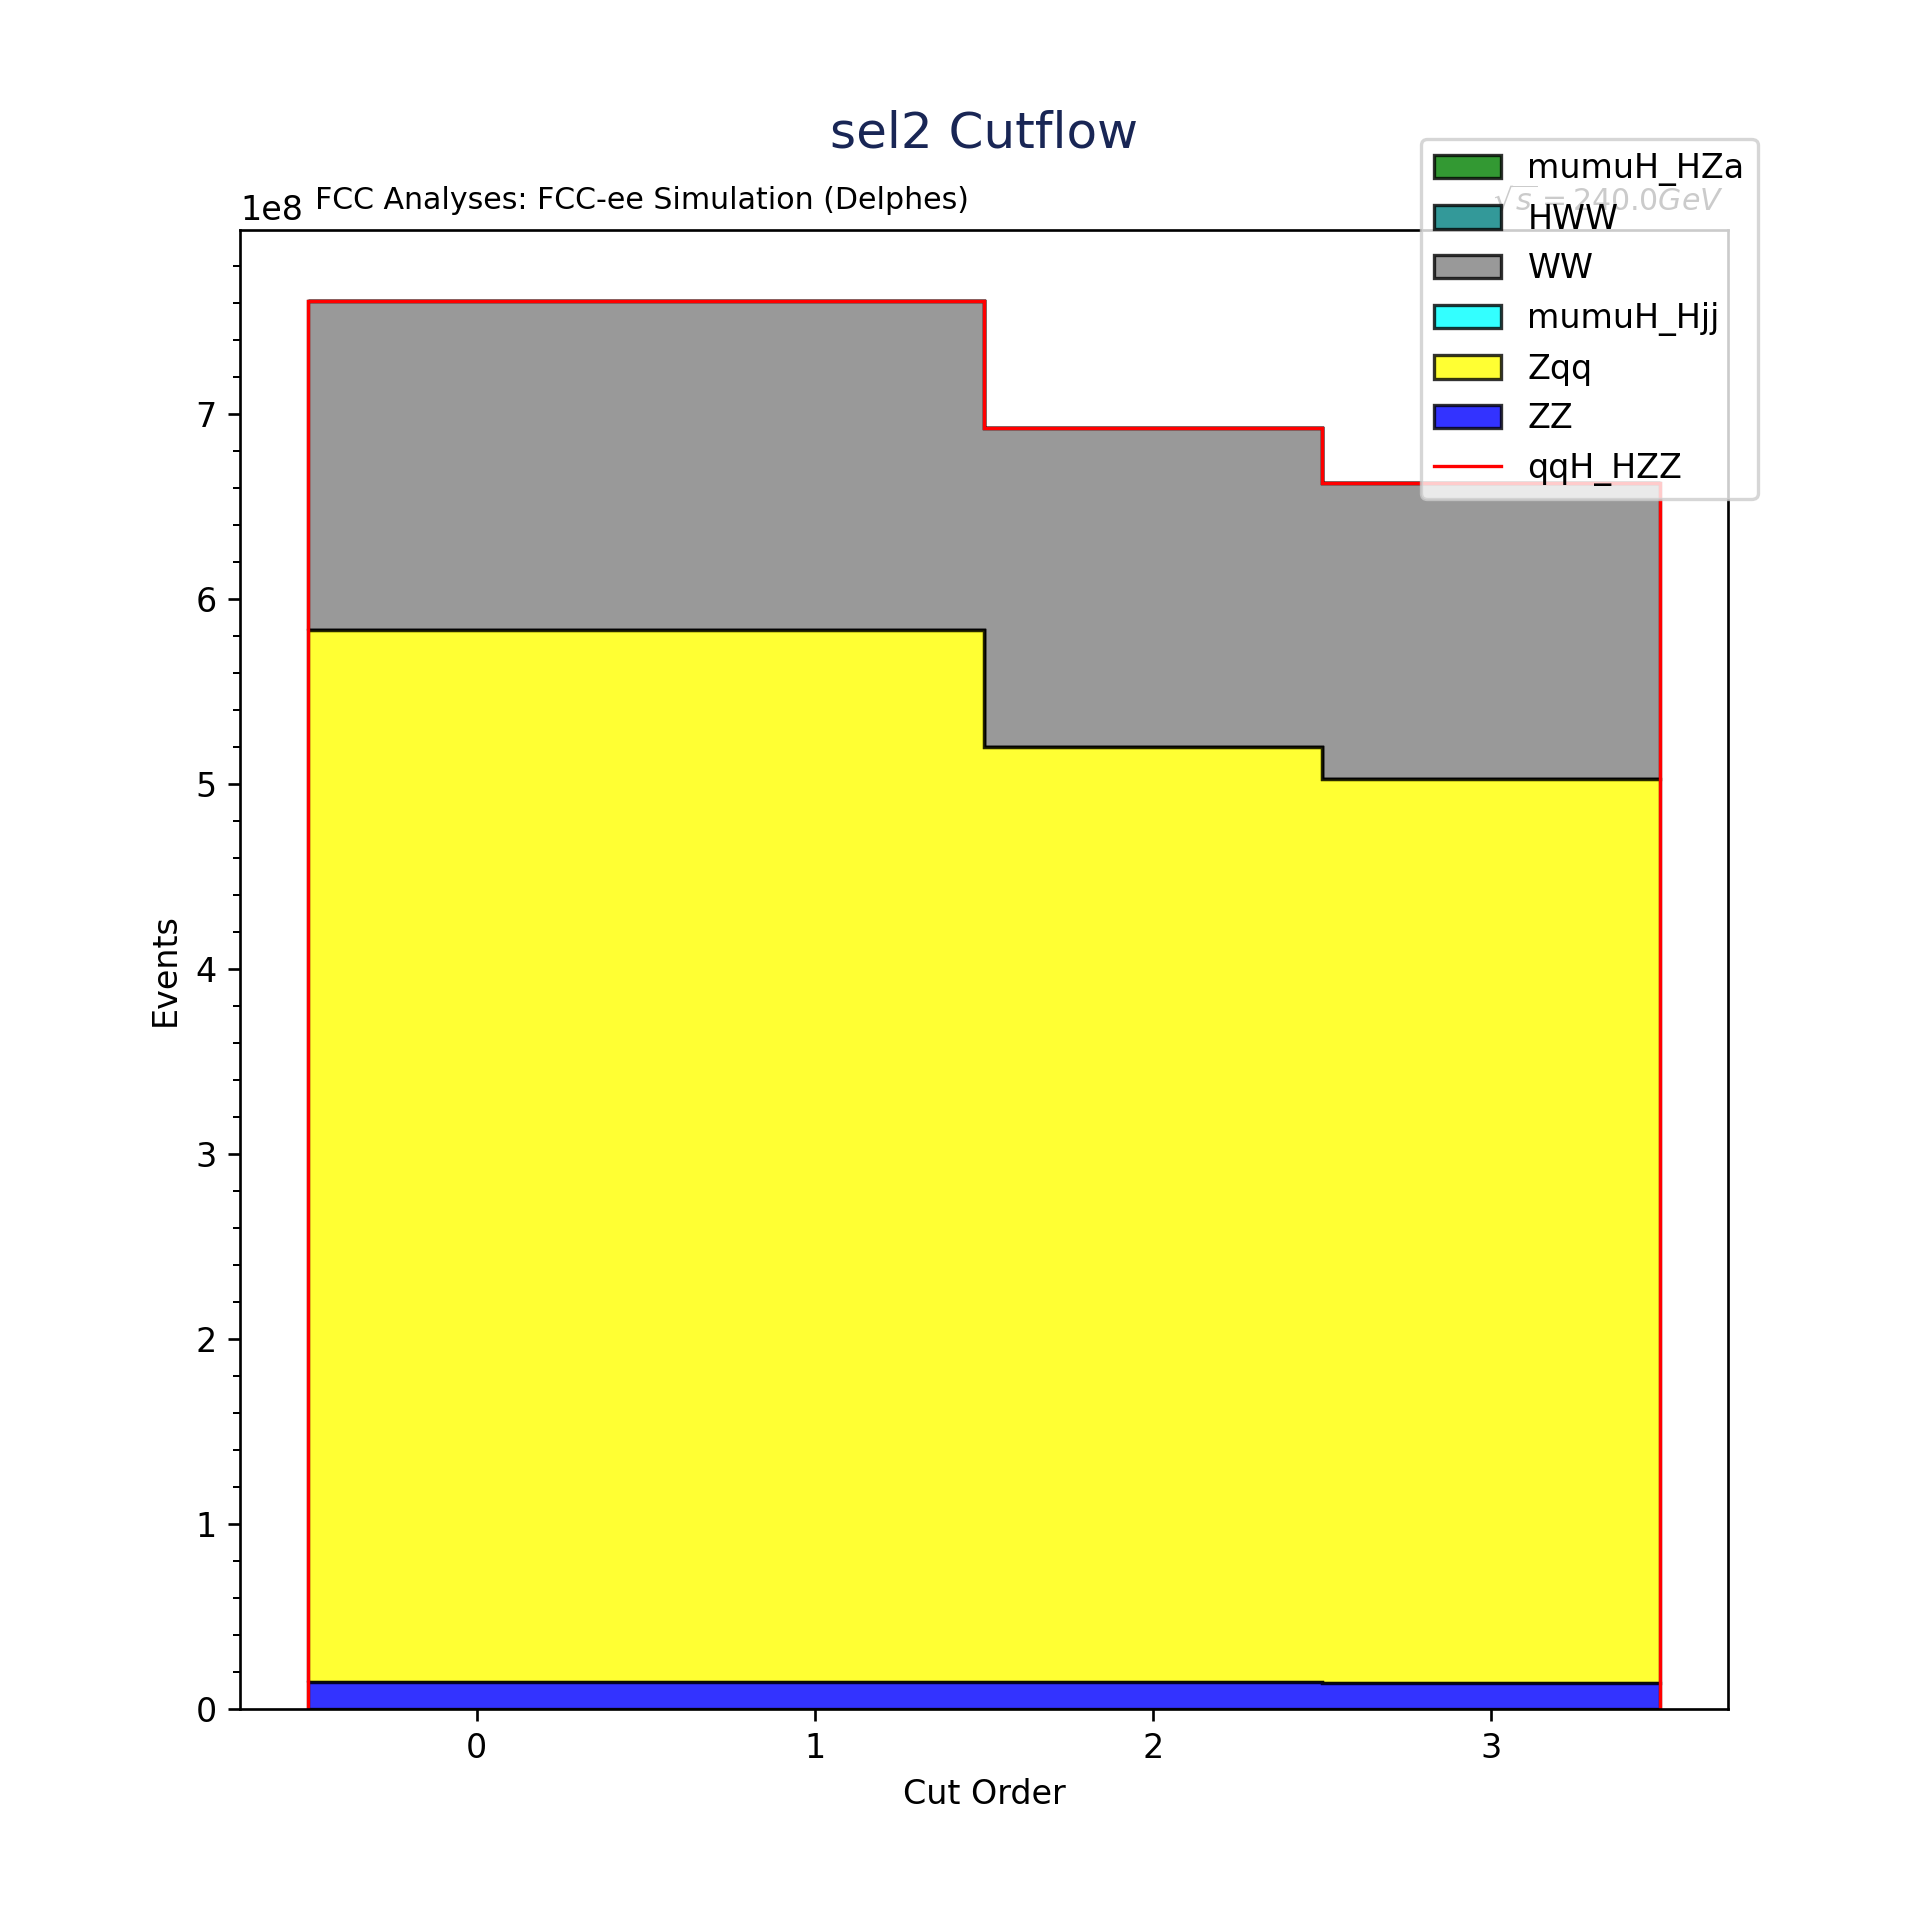 sel2 Cutflow
1e8 FCC Analyses: FCC-ee Simulation (Delphes)
√s = 240.0GeV
mumuH_HZa
HWW
WW
mumuH_Hjj
Zqq
ZZ
qqH_HZZ
7
6
5
4
3
2
1
0
Events
0 1 2 3
Cut Order